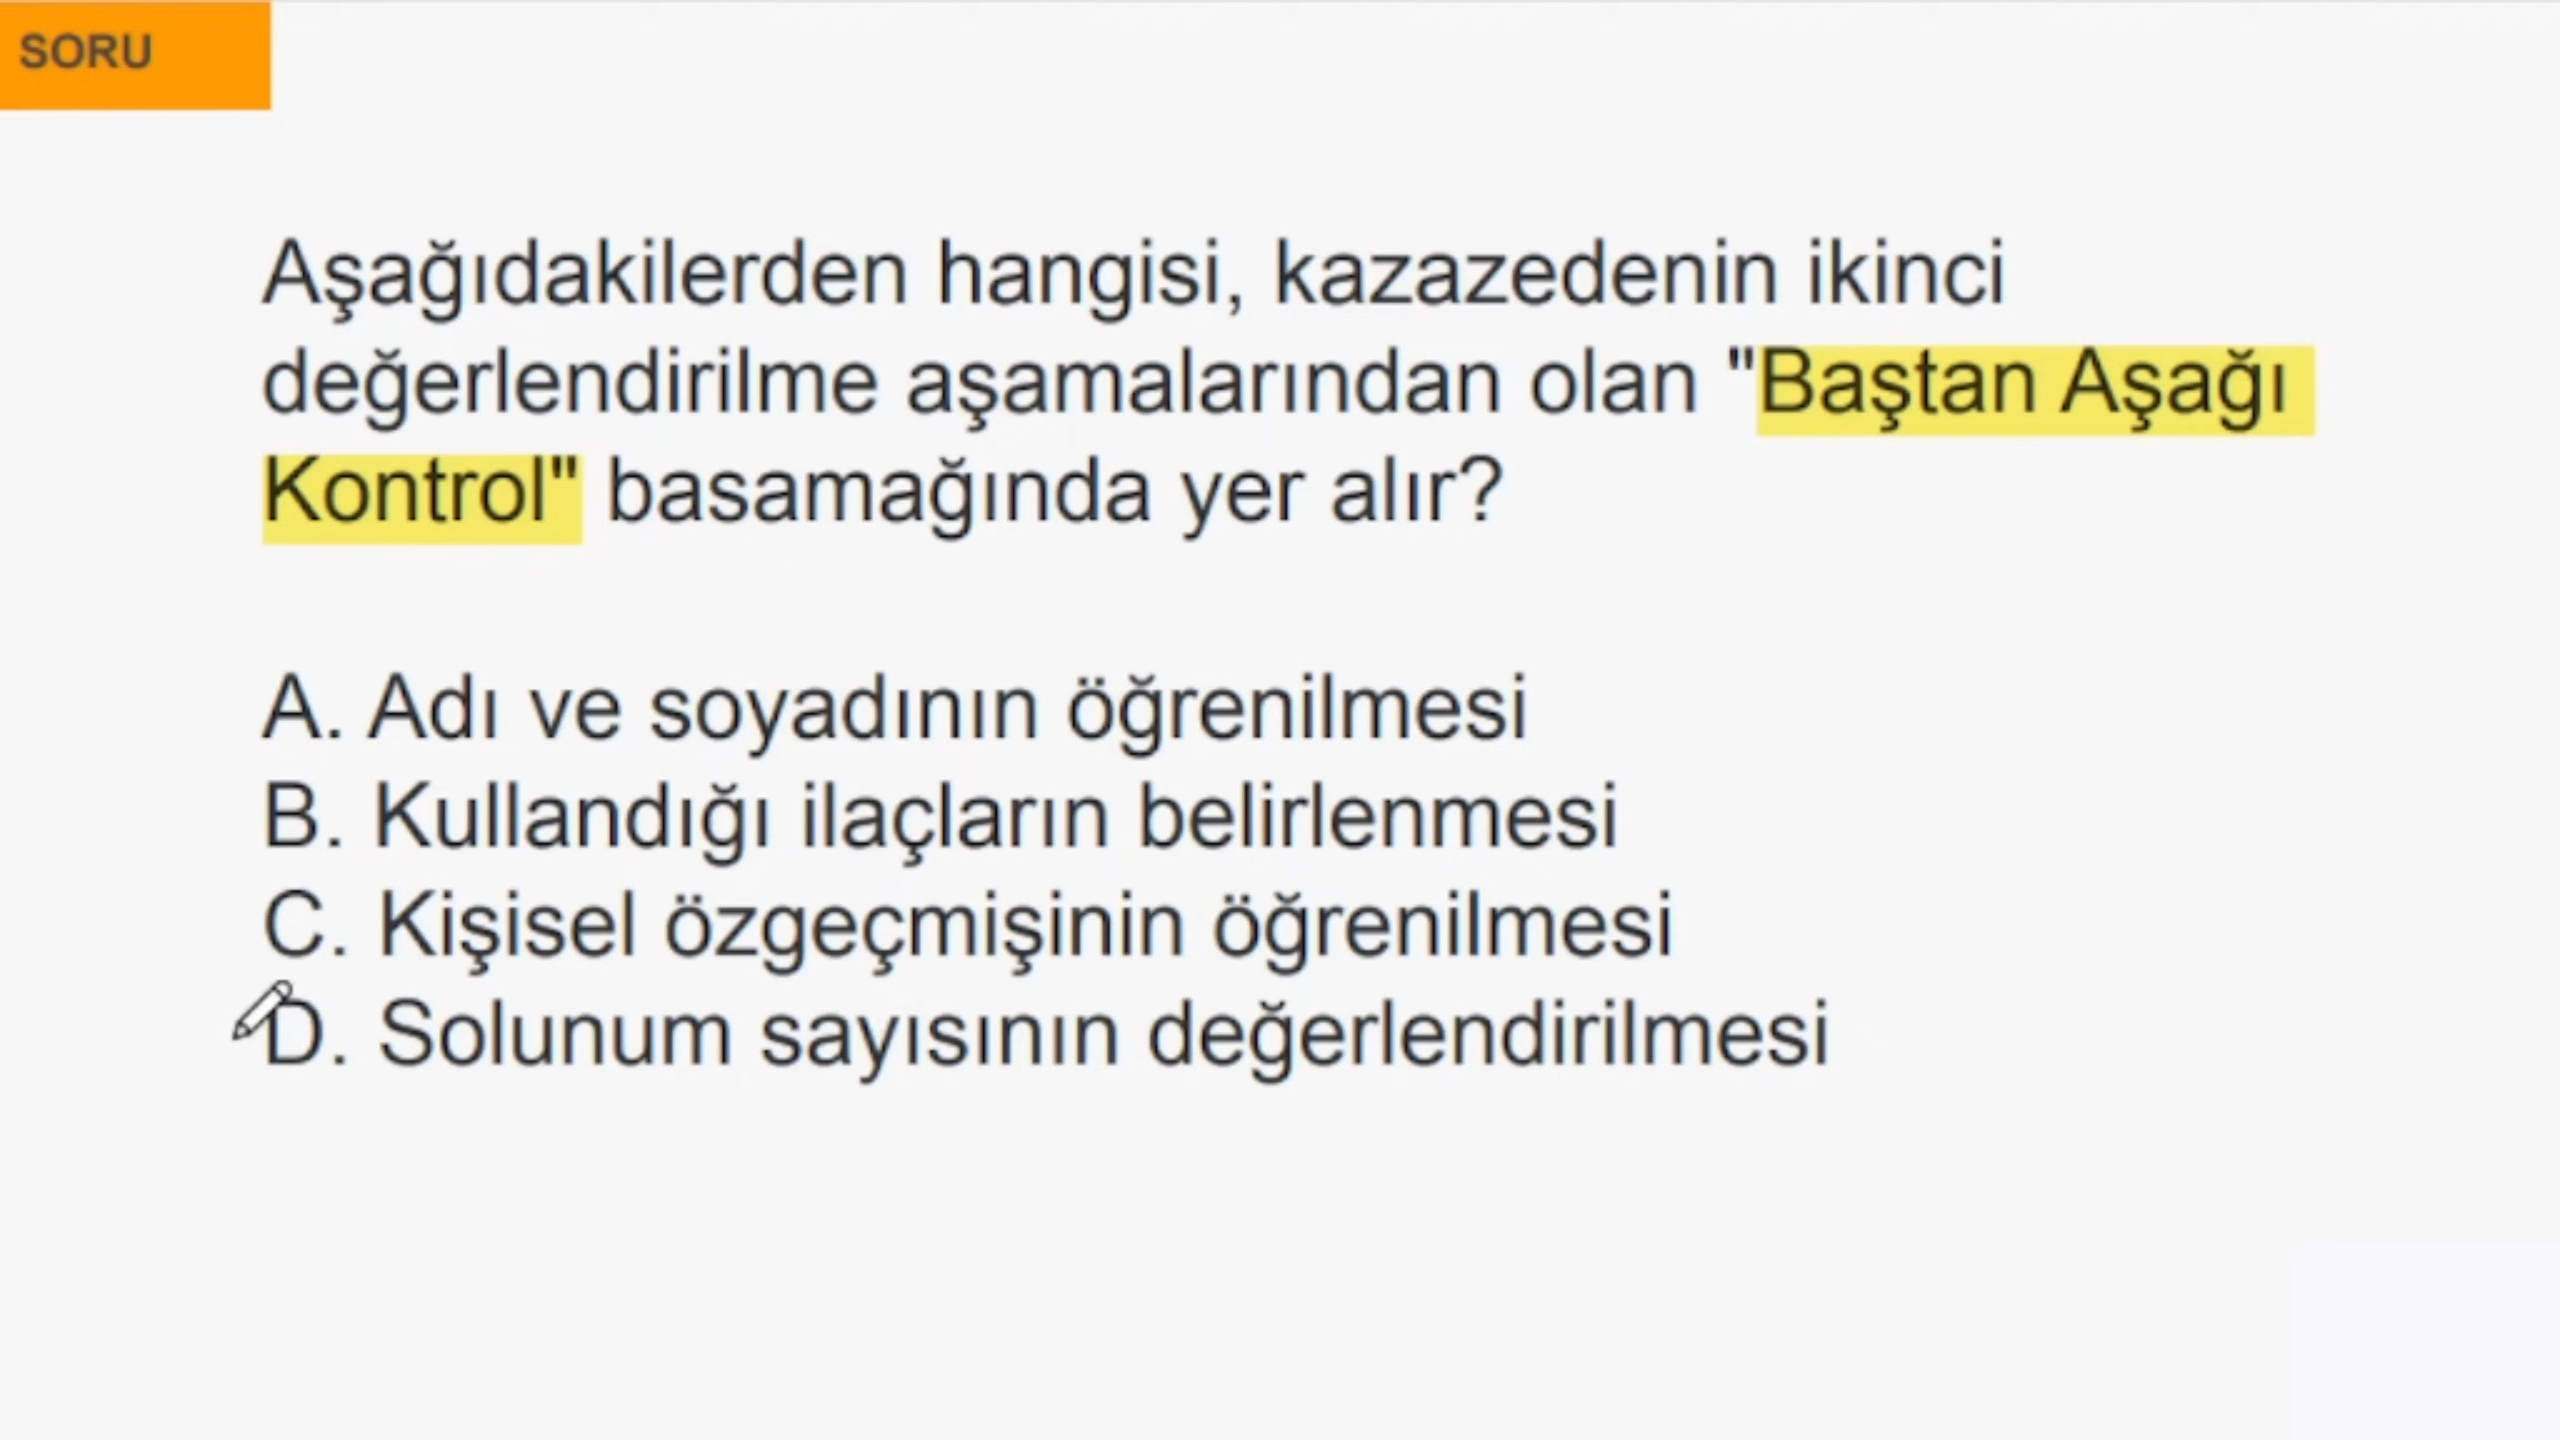 SORU
Aşağıdakilerden hangisi, kazazedenin ikinci
değerlendirilme aşamalarından olan "Baştan Aşağı
Kontrol" basamağında yer alır?
A. Adı ve soyadının öğrenilmesi
B. Kullandığı ilaçların belirlenmesi
C. Kişisel özgeçmişinin öğrenilmesi
D. Solunum sayısının değerlendirilmesi